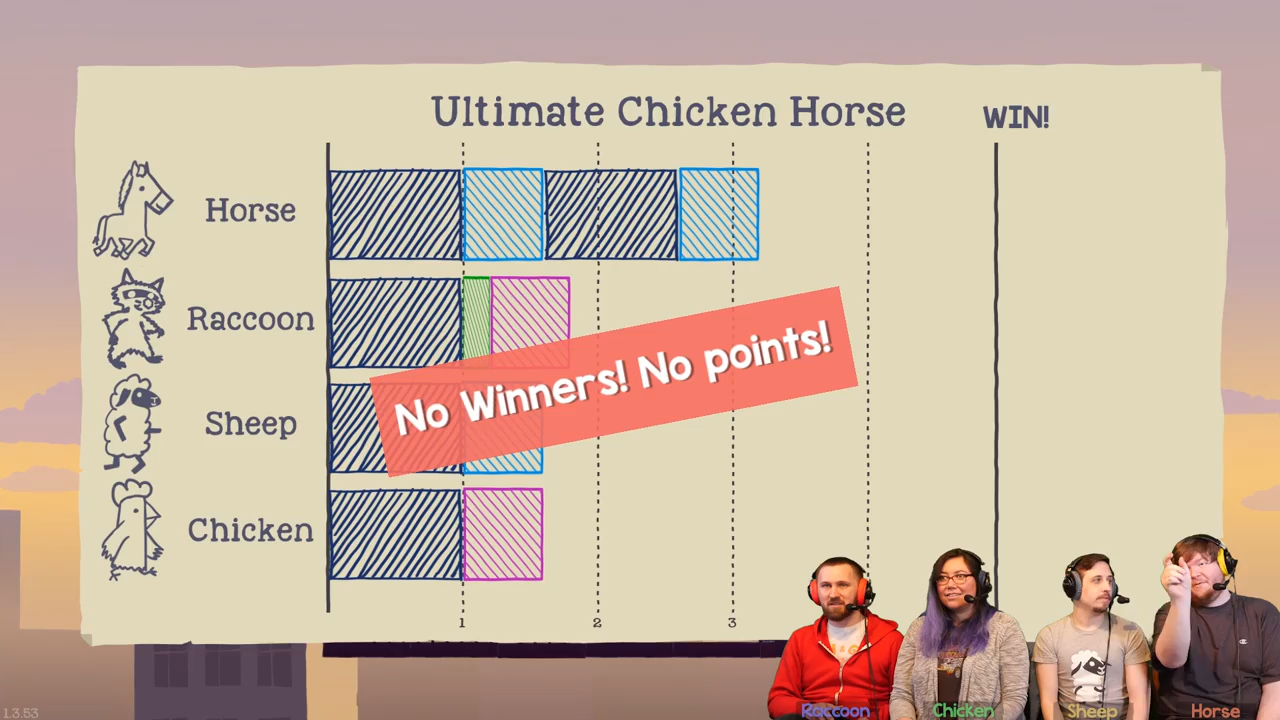 Ultimate Chicken Horse
WIN!
Horse
Raccoon
Sheep
Chicken
No Winners! No points!
1 2 3
Raccoon Chicken Sheep Horse
1.3.53